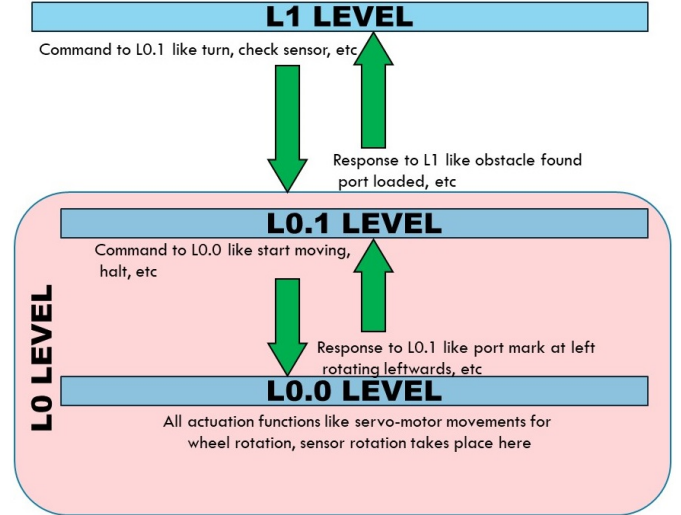 L1 LEVEL
Command to L0.1 like turn, check sensor, etc
Response to L1 like obstacle found
port loaded, etc
L0.1 LEVEL
Command to L0.0 like start moving,
halt, etc
L0 LEVEL
Response to L0.1 like port mark at left
rotating leftwards, etc
L0.0 LEVEL
All actuation functions like servo-motor movements for
wheel rotation, sensor rotation takes place here